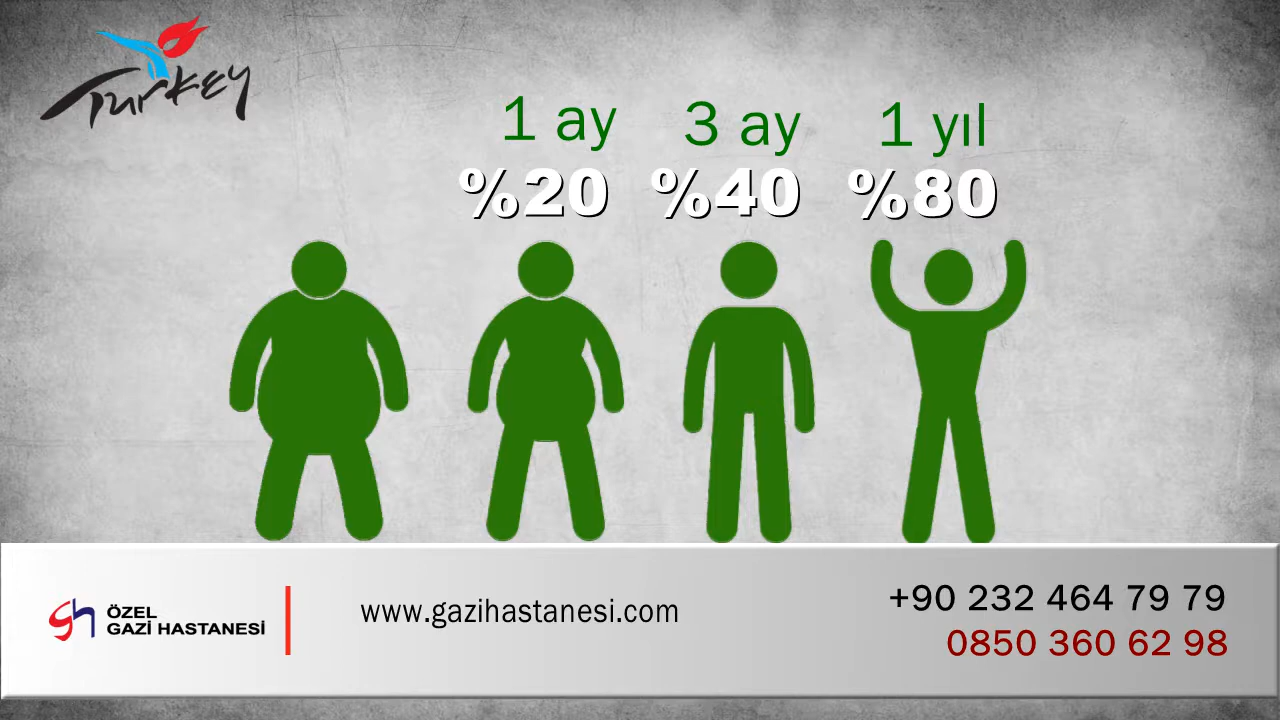 Turkey
1 ay 3 ay 1 yıl
%20 %40 %80
ÖZEL
GAZİ HASTANESİ
www.gazihastanesi.com
+90 232 464 79 79
0850 360 62 98